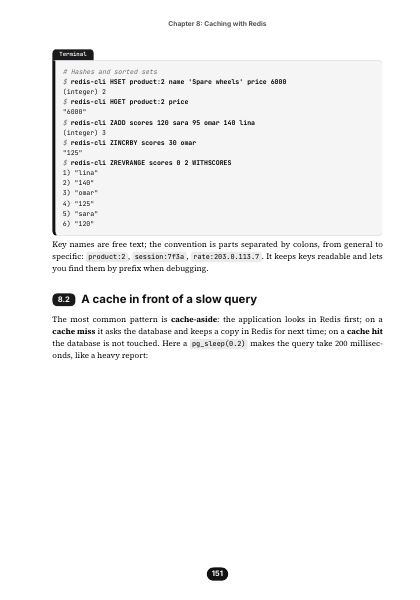 Chapter 8: Caching with Redis
Terminal
# Hashes and sorted sets
$ redis-cli HSET product:2 name 'Spare wheels' price 6000
(integer) 2
$ redis-cli HGET product:2 price
"6000"
$ redis-cli ZADD scores 120 sara 95 omar 140 lina
(integer) 3
$ redis-cli ZINCRBY scores 30 omar
"125"
$ redis-cli ZREVRANGE scores 0 2 WITHSCORES
1) "lina"
2) "140"
3) "omar"
4) "125"
5) "sara"
6) "120"
Key names are free text; the convention is parts separated by colons, from general to
specific: product:2, session:7f3a, rate:203.0.113.7. It keeps keys readable and lets
you find them by prefix when debugging.
8.2 A cache in front of a slow query
The most common pattern is cache-aside: the application looks in Redis first; on a
cache miss it asks the database and keeps a copy in Redis for next time; on a cache hit
the database is not touched. Here a pg_sleep(0.2) makes the query take 200 millisec-
onds, like a heavy report:
151